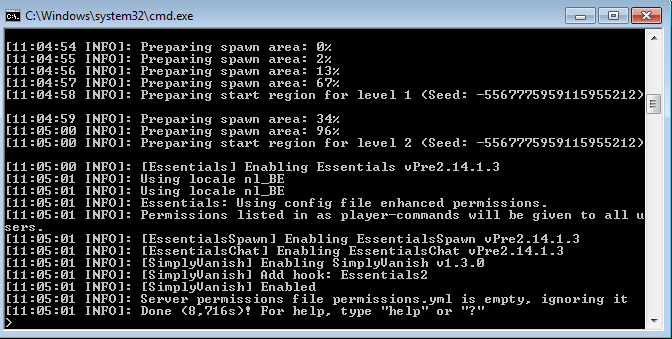 C:\Windows\system32\cmd.exe
[11:04:54 INFO]: Preparing spawn area: 0%
[11:04:55 INFO]: Preparing spawn area: 2%
[11:04:56 INFO]: Preparing spawn area: 13%
[11:04:57 INFO]: Preparing spawn area: 67%
[11:04:58 INFO]: Preparing start region for level 1 (Seed: -5567775959115955212)
[11:04:59 INFO]: Preparing spawn area: 34%
[11:05:00 INFO]: Preparing spawn area: 96%
[11:05:00 INFO]: Preparing start region for level 2 (Seed: -5567775959115955212)
[11:05:00 INFO]: [Essentials] Enabling Essentials vPre2.14.1.3
[11:05:01 INFO]: Using locale nl_BE
[11:05:01 INFO]: Using locale nl_BE
[11:05:01 INFO]: Essentials: Using config file enhanced permissions.
[11:05:01 INFO]: Permissions listed in as player-commands will be given to all u
sers.
[11:05:01 INFO]: [EssentialsSpawn] Enabling EssentialsSpawn vPre2.14.1.3
[11:05:01 INFO]: [EssentialsChat] Enabling EssentialsChat vPre2.14.1.3
[11:05:01 INFO]: [SimplyVanish] Enabling SimplyVanish v1.3.0
[11:05:01 INFO]: [SimplyVanish] Add hook: Essentials2
[11:05:01 INFO]: [SimplyVanish] Enabled
[11:05:01 INFO]: Server permissions file permissions.yml is empty, ignoring it
[11:05:01 INFO]: Done (8,716s)! For help, type "help" or "?"
>